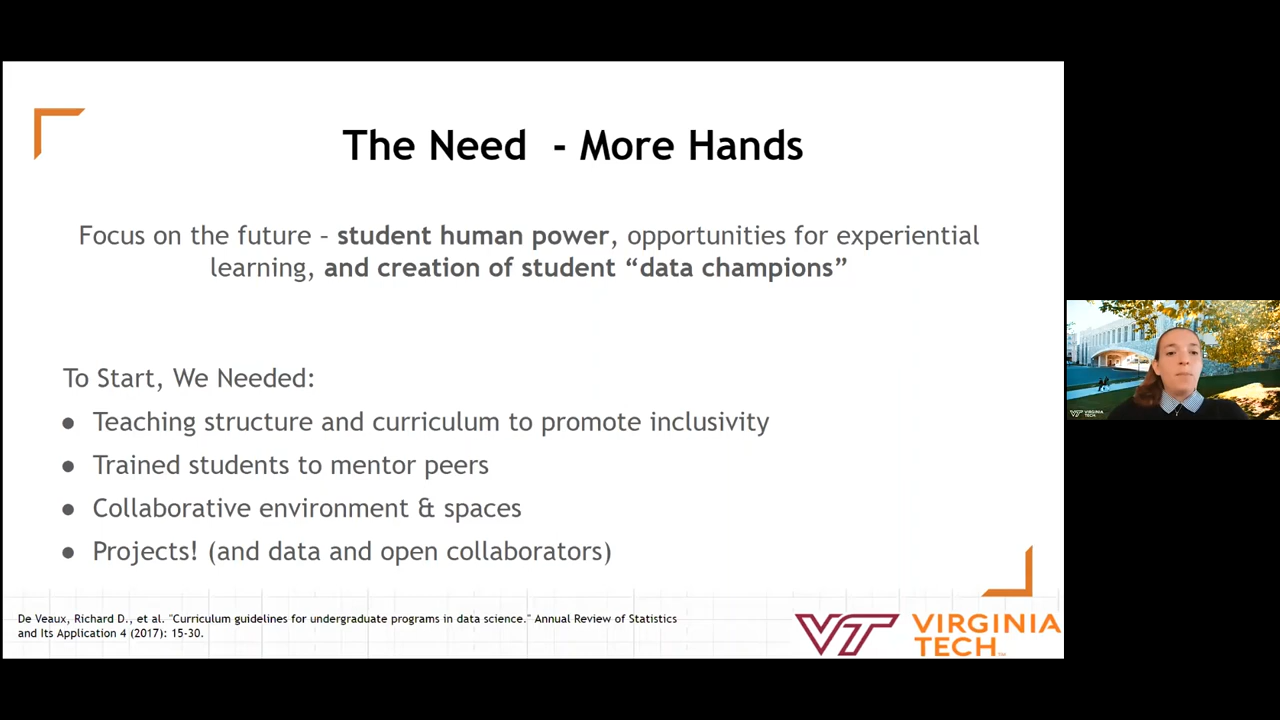 The Need - More Hands
Focus on the future – student human power, opportunities for experiential
learning, and creation of student “data champions”
To Start, We Needed:
● Teaching structure and curriculum to promote inclusivity
● Trained students to mentor peers
● Collaborative environment & spaces
● Projects! (and data and open collaborators)
De Veaux, Richard D., et al. "Curriculum guidelines for undergraduate programs in data science." Annual Review of Statistics
and Its Application 4 (2017): 15-30.
VT VIRGINIA
TECH™
VT VIRGINIA
TECH